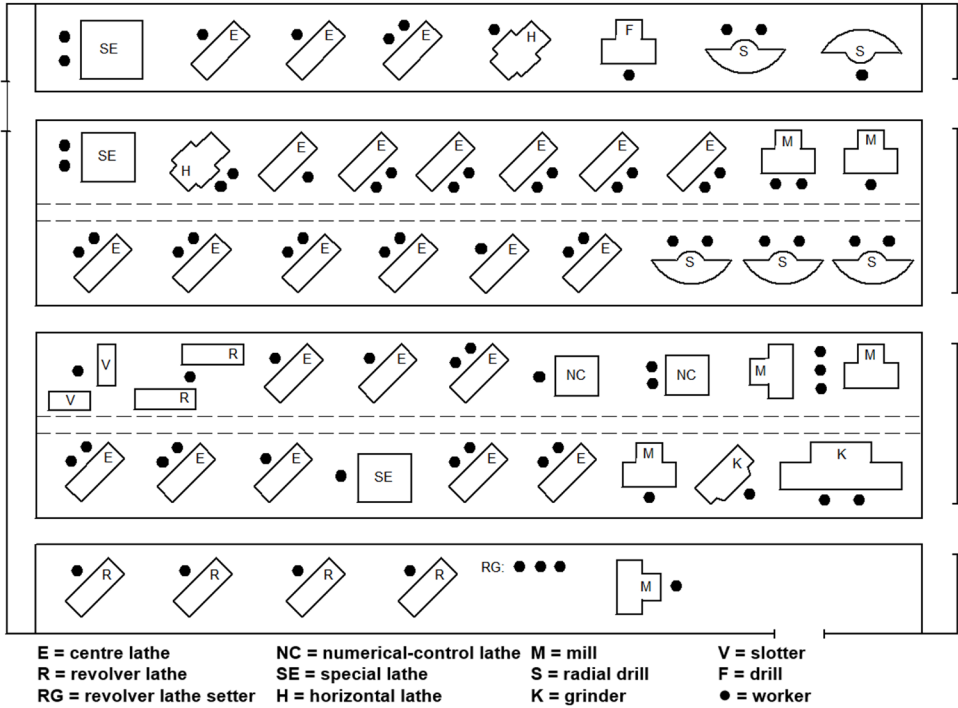 SE E E E H F S S
SE H E E E E E E M M
E E E E E E S S S
V R E E E NC NC M M
V R
E E E SE E E M K K
R R R R RG: M
E = centre lathe NC = numerical-control lathe M = mill V = slotter
R = revolver lathe SE = special lathe S = radial drill F = drill
RG = revolver lathe setter H = horizontal lathe K = grinder = worker